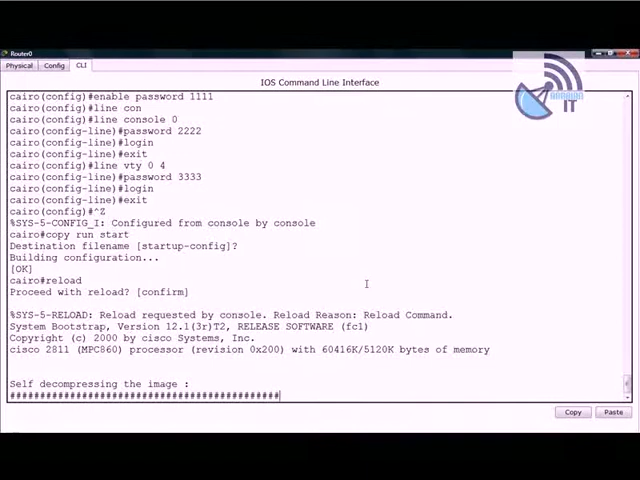 Router0
Physical Config CLI
IOS Command Line Interface
IT
cairo(config)#enable password 1111
cairo(config)#line con
cairo(config)#line console 0
cairo(config-line)#password 2222
cairo(config-line)#login
cairo(config-line)#exit
cairo(config)#line vty 0 4
cairo(config-line)#password 3333
cairo(config-line)#login
cairo(config-line)#exit
cairo(config)#^Z
%SYS-5-CONFIG_I: Configured from console by console
cairo#copy run start
Destination filename [startup-config]?
Building configuration...
[OK]
cairo#reload
Proceed with reload? [confirm]
%SYS-5-RELOAD: Reload requested by console. Reload Reason: Reload Command.
System Bootstrap, Version 12.1(3r)T2, RELEASE SOFTWARE (fc1)
Copyright (c) 2000 by cisco Systems, Inc.
cisco 2811 (MPC860) processor (revision 0x200) with 60416K/5120K bytes of memory
Self decompressing the image :
#############################################
Copy Paste